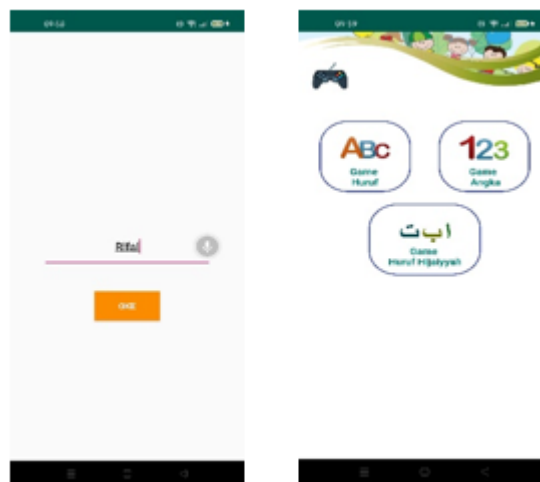 Rifai
OKE
ABC
Game
Huruf
123
Game
Angka
ا ب ت
Game
Huruf Hijaiyyah